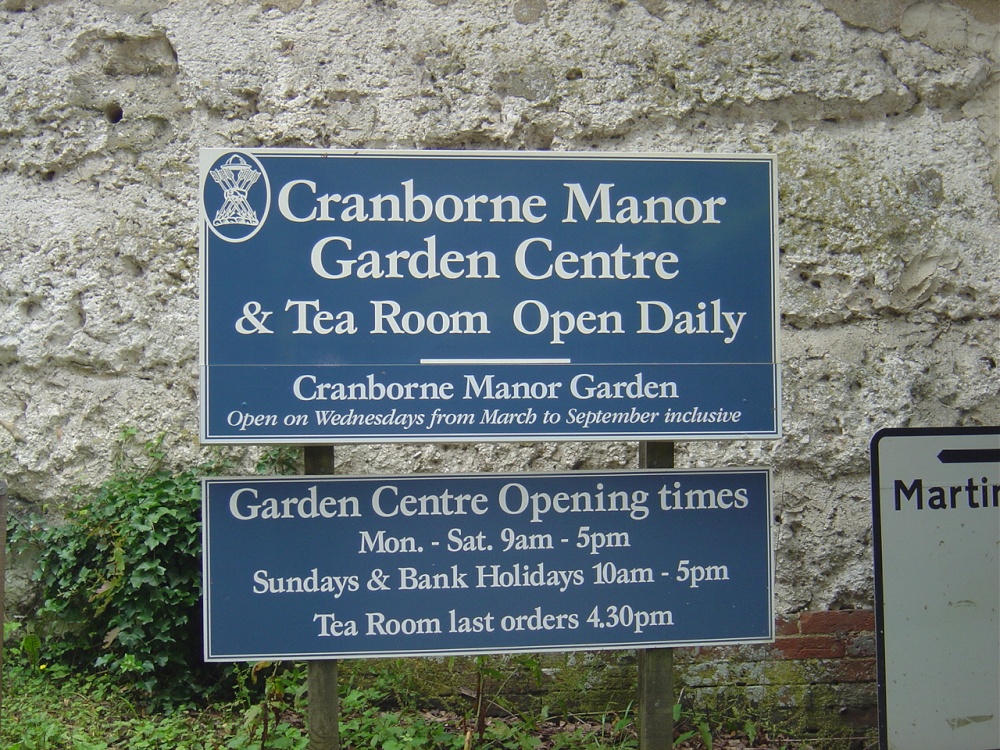 Cranborne Manor
Garden Centre
& Tea Room Open Daily
Cranborne Manor Garden
Open on Wednesdays from March to September inclusive
Garden Centre Opening times
Mon. - Sat. 9am - 5pm
Sundays & Bank Holidays 10am - 5pm
Tea Room last orders 4.30pm